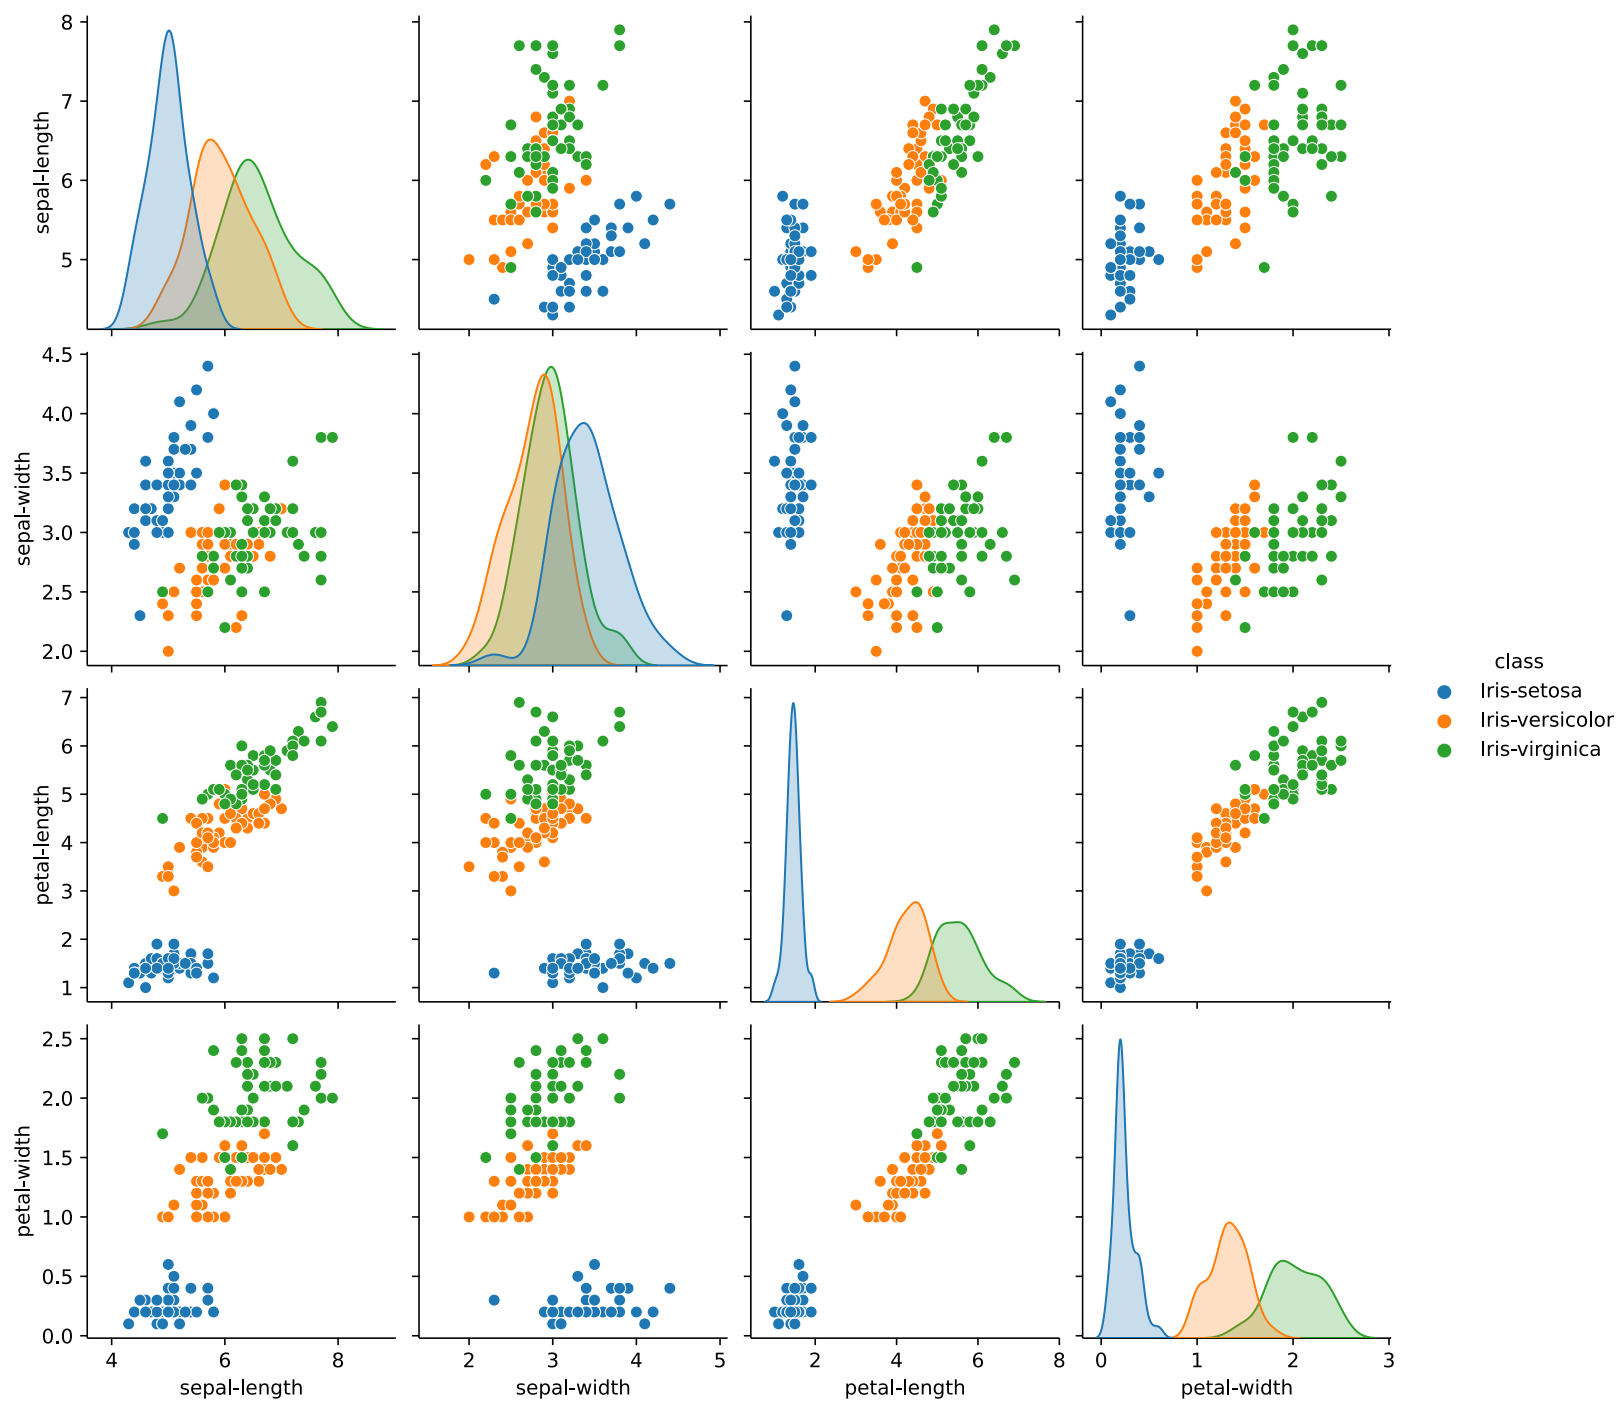 8
7
6
5
sepal-length
4.5
4.0
3.5
3.0
2.5
2.0
sepal-width
7
6
5
4
3
2
1
petal-length
2.5
2.0
1.5
1.0
0.5
0.0
petal-width
4 6 8
sepal-length
2 3 4 5
sepal-width
2 4 6 8
petal-length
0 1 2 3
petal-width
class
Iris-setosa
Iris-versicolor
Iris-virginica